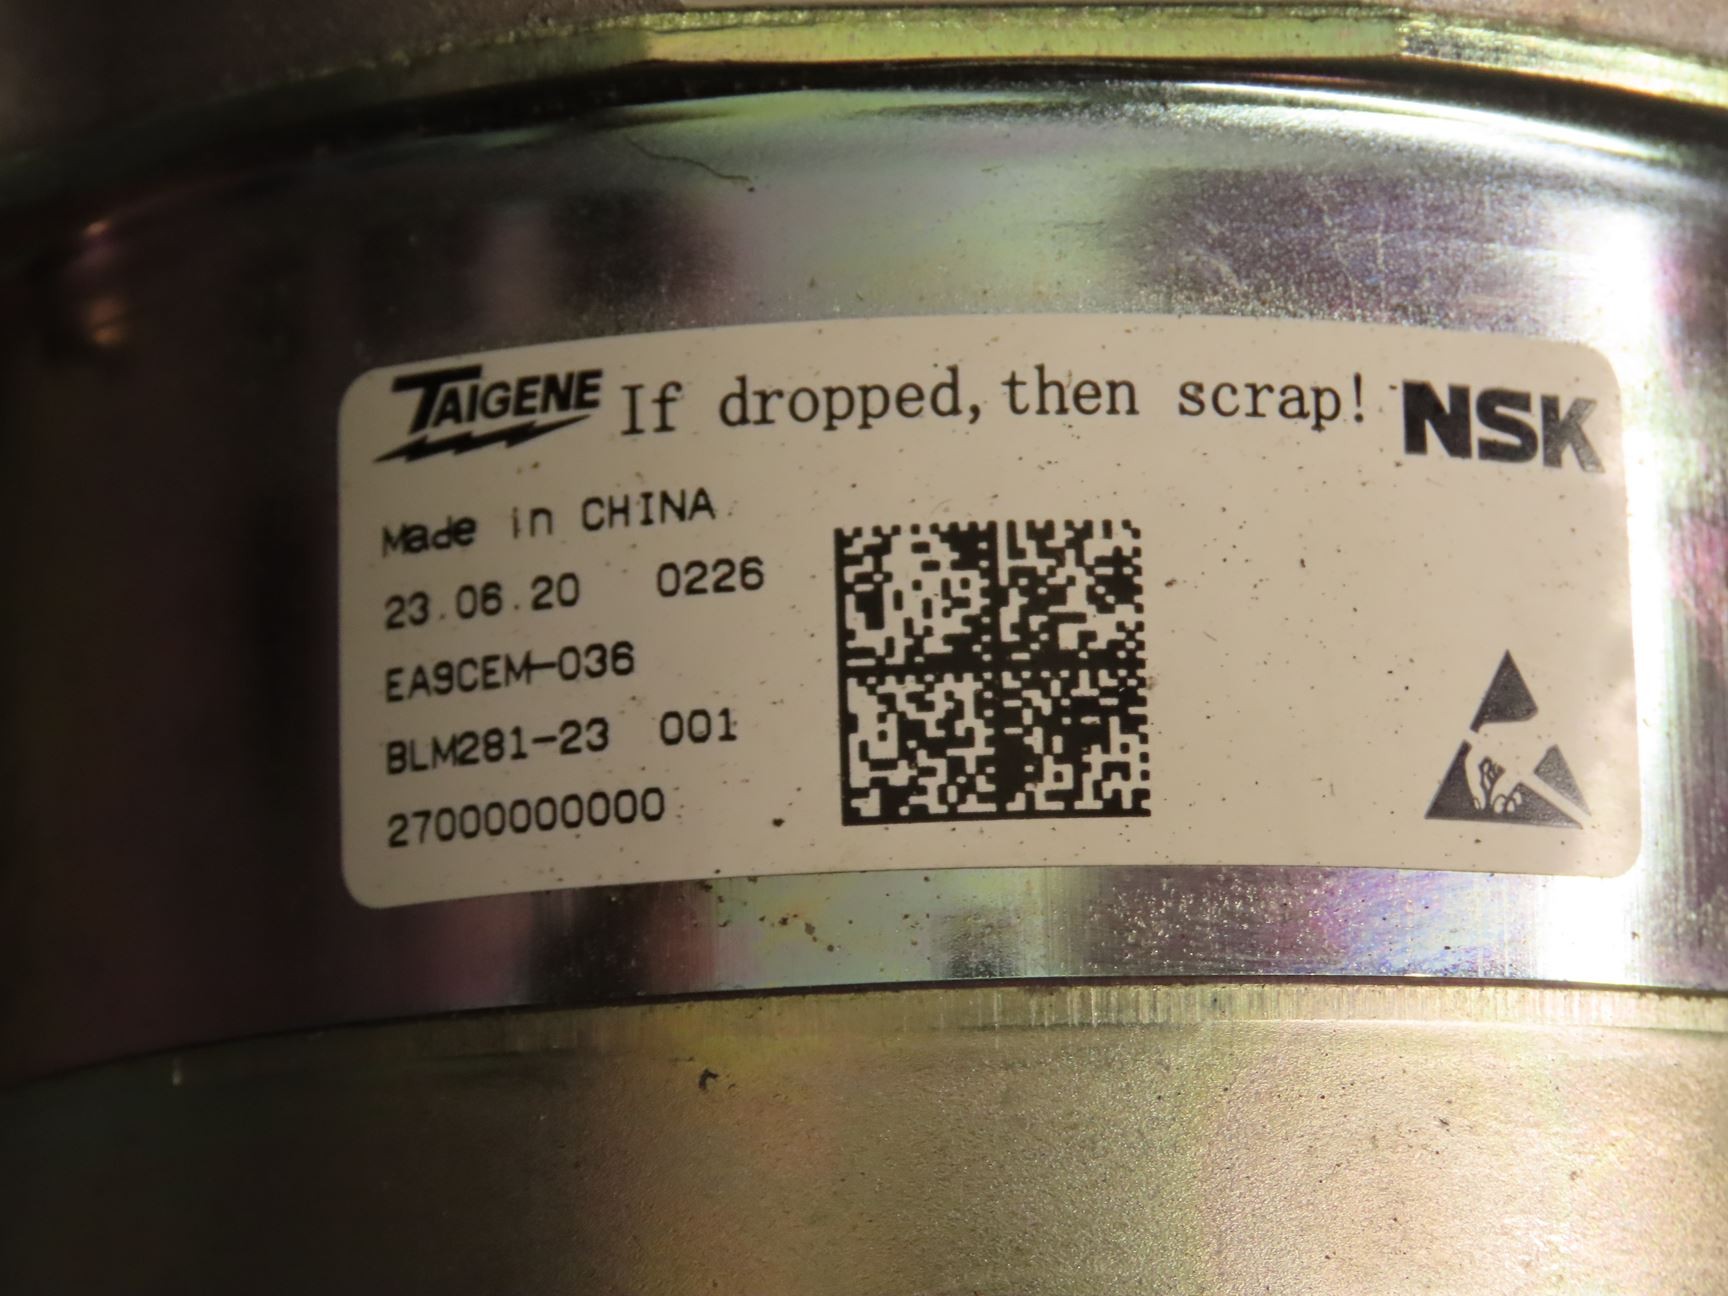 TAIGENE If dropped, then scrap! NSK
Made in CHINA
23.06.20 0226
EA9CEM-036
BLM281-23 001
27000000000